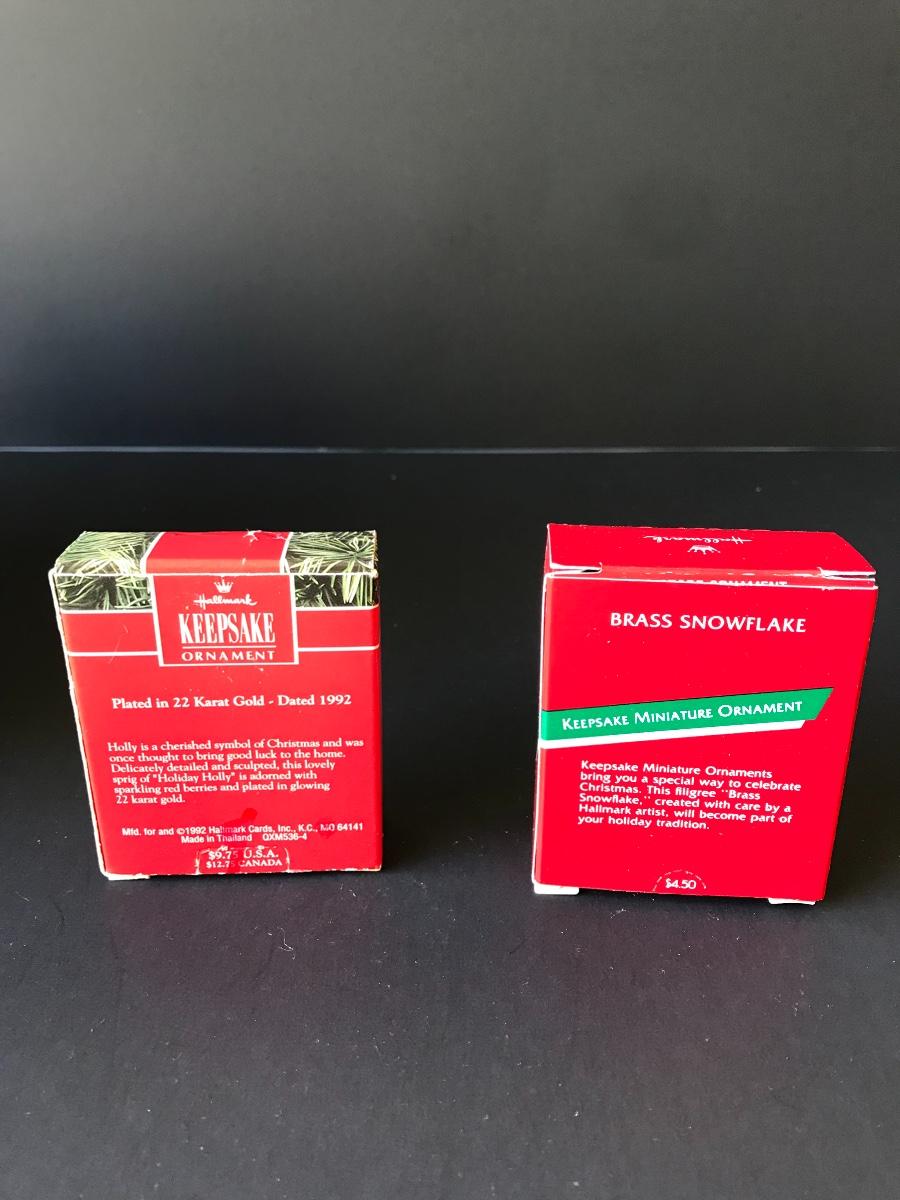 Hallmark
KEEPSAKE
ORNAMENT
Plated in 22 Karat Gold - Dated 1992
Holly is a cherished symbol of Christmas and was
once thought to bring good luck to the home.
Delicately detailed and sculpted, this lovely
sprig of "Holiday Holly" is adorned with
sparkling red berries and plated in glowing
22 karat gold.
Mfd. for and ©1992 Hallmark Cards, Inc., K.C., MO 64141
Made in Thailand QXM536-4
$9.75 U.S.A.
$12.75 CANADA
Hallmark
ORNAMENT
BRASS SNOWFLAKE
KEEPSAKE MINIATURE ORNAMENT
Keepsake Miniature Ornaments
bring you a special way to celebrate
Christmas. This filigree "Brass
Snowflake," created with care by a
Hallmark artist, will become part of
your holiday tradition.
$4.50